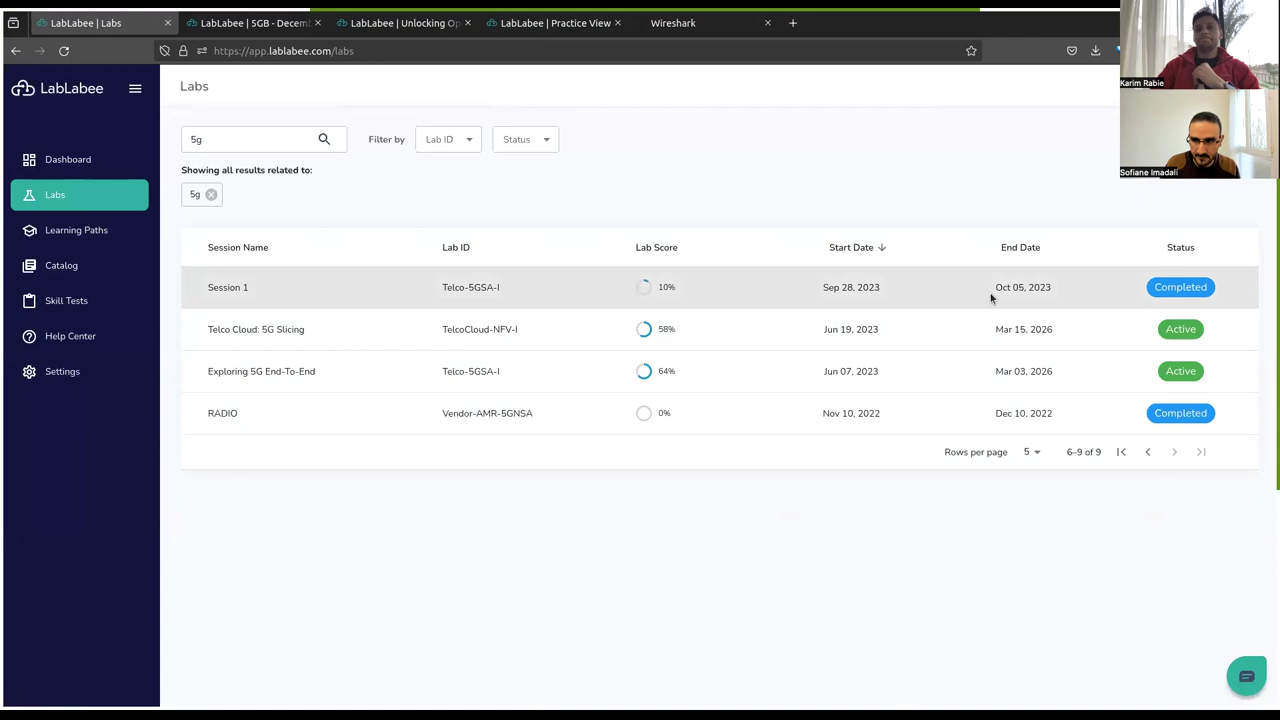 LabLabee | Labs
LabLabee | 5GB - Decemb
LabLabee | Unlocking Op
LabLabee | Practice View
Wireshark
https://app.lablabee.com/labs
Karim Rabie
Sofiane Imadali
LabLabee
Dashboard
Labs
Learning Paths
Catalog
Skill Tests
Help Center
Settings
Labs
5g
Filter by
Lab ID
Status
Showing all results related to:
5g
Session Name Lab ID Lab Score Start Date End Date Status
Session 1 Telco-5GSA-I 10% Sep 28, 2023 Oct 05, 2023 Completed
Telco Cloud: 5G Slicing TelcoCloud-NFV-I 58% Jun 19, 2023 Mar 15, 2026 Active
Exploring 5G End-To-End Telco-5GSA-I 64% Jun 07, 2023 Mar 03, 2026 Active
RADIO Vendor-AMR-5GNSA 0% Nov 10, 2022 Dec 10, 2022 Completed
Rows per page 5 6–9 of 9